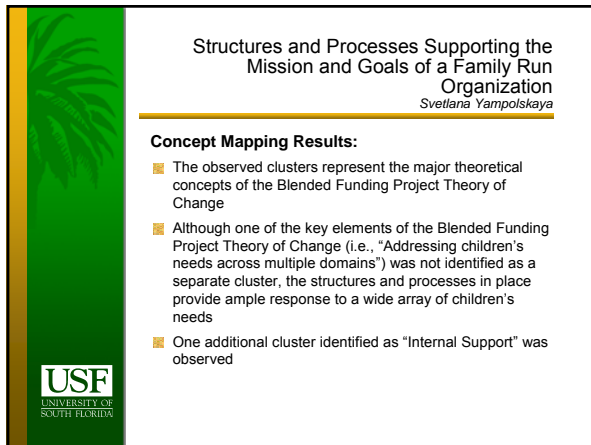 Structures and Processes Supporting the
Mission and Goals of a Family Run
Organization
Svetlana Yampolskaya
Concept Mapping Results:
The observed clusters represent the major theoretical
concepts of the Blended Funding Project Theory of
Change
Although one of the key elements of the Blended Funding
Project Theory of Change (i.e., “Addressing children’s
needs across multiple domains”) was not identified as a
separate cluster, the structures and processes in place
provide ample response to a wide array of children’s
needs
One additional cluster identified as “Internal Support” was
observed
USF
UNIVERSITY OF
SOUTH FLORIDA